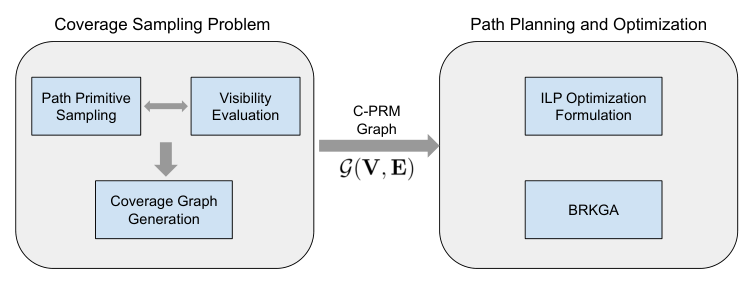 Coverage Sampling Problem
Path Primitive
Sampling
Visibility
Evaluation
Coverage Graph
Generation
C-PRM
Graph
𝒢(𝐕, 𝐄)
Path Planning and Optimization
ILP Optimization
Formulation
BRKGA